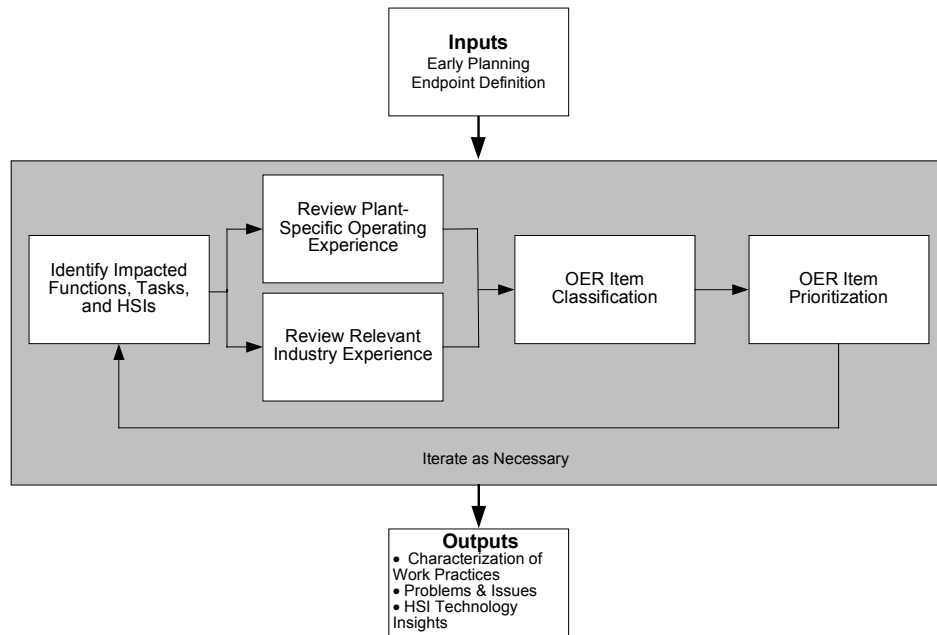 Inputs
Early Planning
Endpoint Definition
Review Plant-
Specific Operating
Experience
Identify Impacted
Functions, Tasks,
and HSIs
Review Relevant
Industry Experience
OER Item
Classification
OER Item
Prioritization
Iterate as Necessary
Outputs
● Characterization of
Work Practices
● Problems & Issues
● HSI Technology
Insights